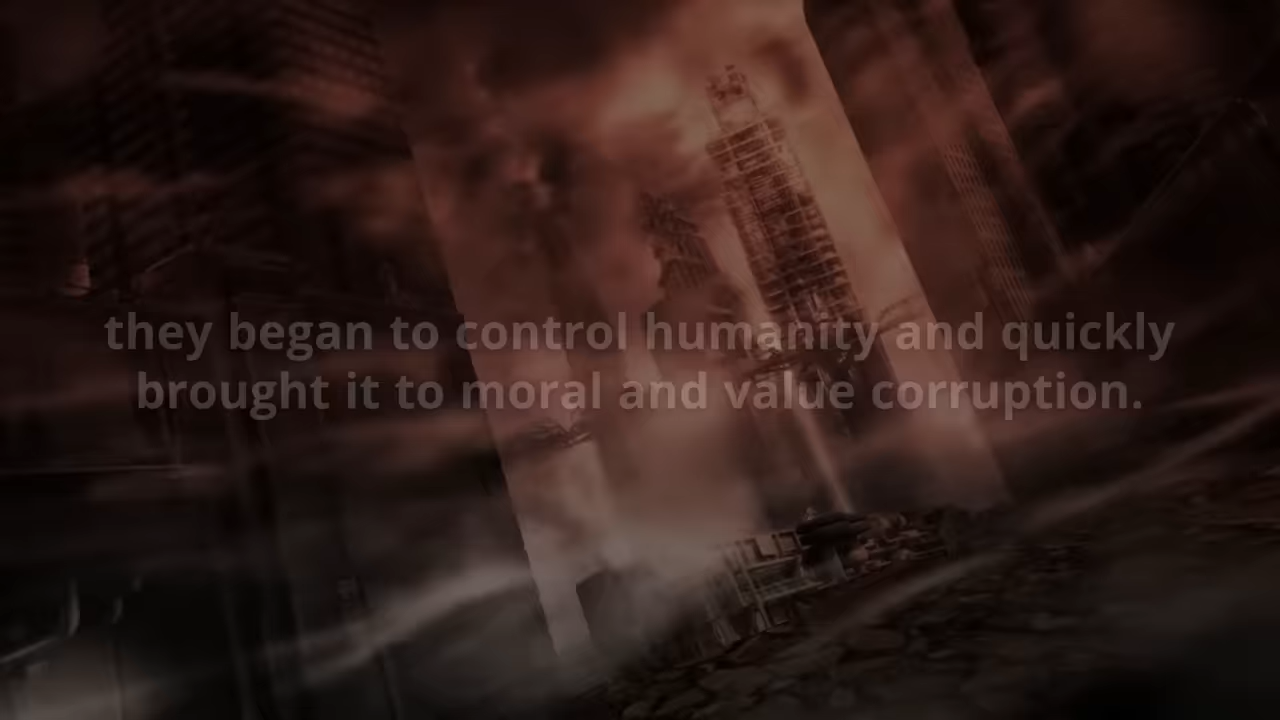 they began to control humanity and quickly
brought it to moral and value corruption.